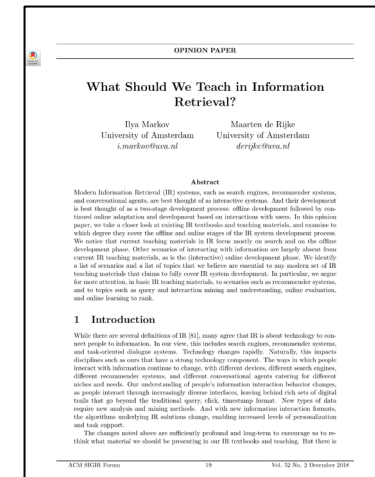 OPINION PAPER
What Should We Teach in Information
Retrieval?
Ilya Markov
University of Amsterdam
i.markov@uva.nl
Maarten de Rijke
University of Amsterdam
derijke@uva.nl
Abstract
Modern Information Retrieval (IR) systems, such as search engines, recommender systems,
and conversational agents, are best thought of as interactive systems. And their development
is best thought of as a two-stage development process: offline development followed by con-
tinued online adaptation and development based on interactions with users. In this opinion
paper, we take a closer look at existing IR textbooks and teaching materials, and examine to
which degree they cover the offline and online stages of the IR system development process.
We notice that current teaching materials in IR focus mostly on search and on the offline
development phase. Other scenarios of interacting with information are largely absent from
current IR teaching materials, as is the (interactive) online development phase. We identify
a list of scenarios and a list of topics that we believe are essential to any modern set of IR
teaching materials that claims to fully cover IR system development. In particular, we argue
for more attention, in basic IR teaching materials, to scenarios such as recommender systems,
and to topics such as query and interaction mining and understanding, online evaluation,
and online learning to rank.
1 Introduction
While there are several definitions of IR [81], many agree that IR is about technology to con-
nect people to information. In our view, this includes search engines, recommender systems,
and task-oriented dialogue systems. Technology changes rapidly. Naturally, this impacts
disciplines such as ours that have a strong technology component. The ways in which people
interact with information continue to change, with different devices, different search engines,
different recommender systems, and different conversational agents catering for different
niches and needs. Our understanding of people's information interaction behavior changes,
as people interact through increasingly diverse interfaces, leaving behind rich sets of digital
trails that go beyond the traditional query, click, timestamp format. New types of data
require new analysis and mining methods. And with new information interaction formats,
the algorithms underlying IR solutions change, enabling increased levels of personalization
and task support.
The changes noted above are sufficiently profound and long-term to encourage us to re-
think what material we should be presenting in our IR textbooks and teaching. But there is
ACM SIGIR Forum
19
Vol. 52 No. 2 December 2018